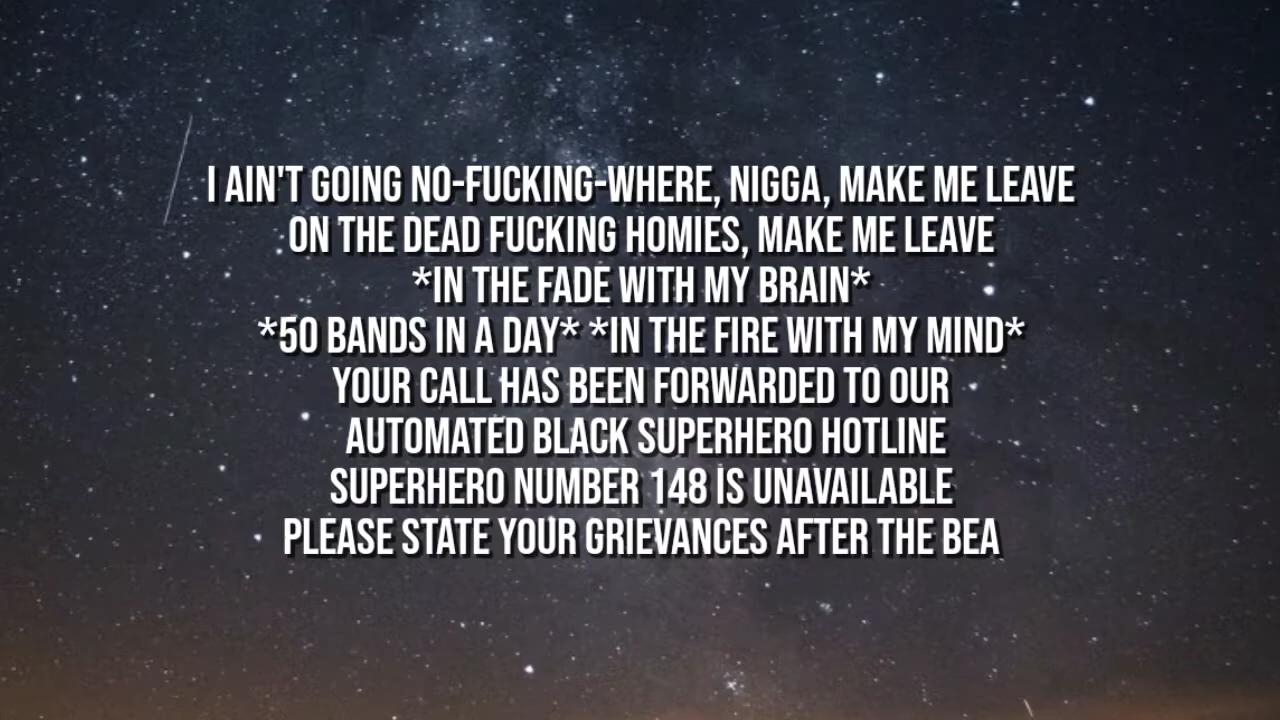 I AIN'T GOING NO-FUCKING-WHERE, NIGGA, MAKE ME LEAVE
ON THE DEAD FUCKING HOMIES, MAKE ME LEAVE
*IN THE FADE WITH MY BRAIN*
*50 BANDS IN A DAY* *IN THE FIRE WITH MY MIND*
YOUR CALL HAS BEEN FORWARDED TO OUR
AUTOMATED BLACK SUPERHERO HOTLINE
SUPERHERO NUMBER 148 IS UNAVAILABLE
PLEASE STATE YOUR GRIEVANCES AFTER THE BEA